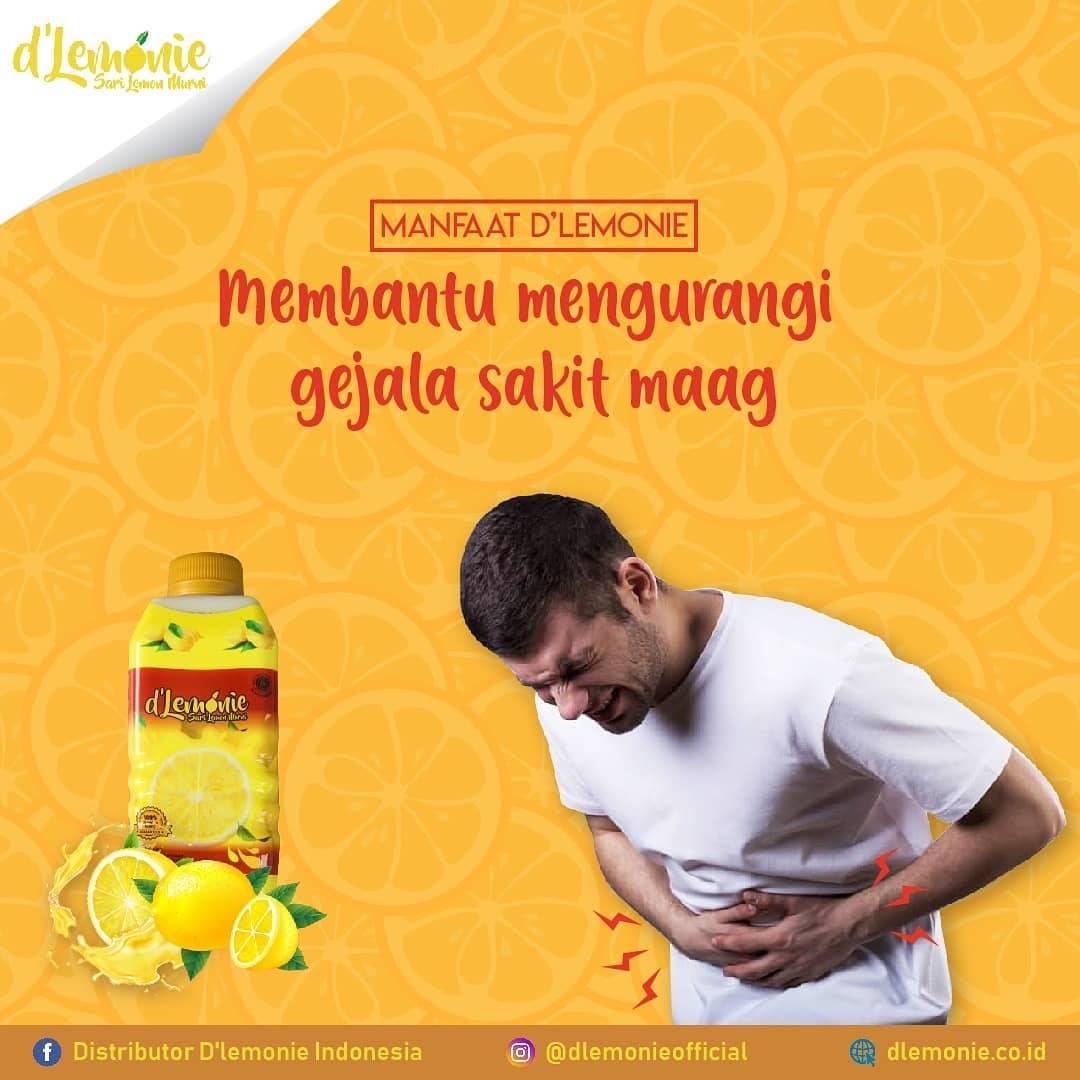 d'Lemonie
Sari Lemon Murni
MANFAAT D'LEMONIE
Membantu mengurangi
gejala sakit maag
d'Lemonie
Sari Lemon Murni
100%
Distributor D'lemonie Indonesia
@dlemonieofficial
dlemonie.co.id